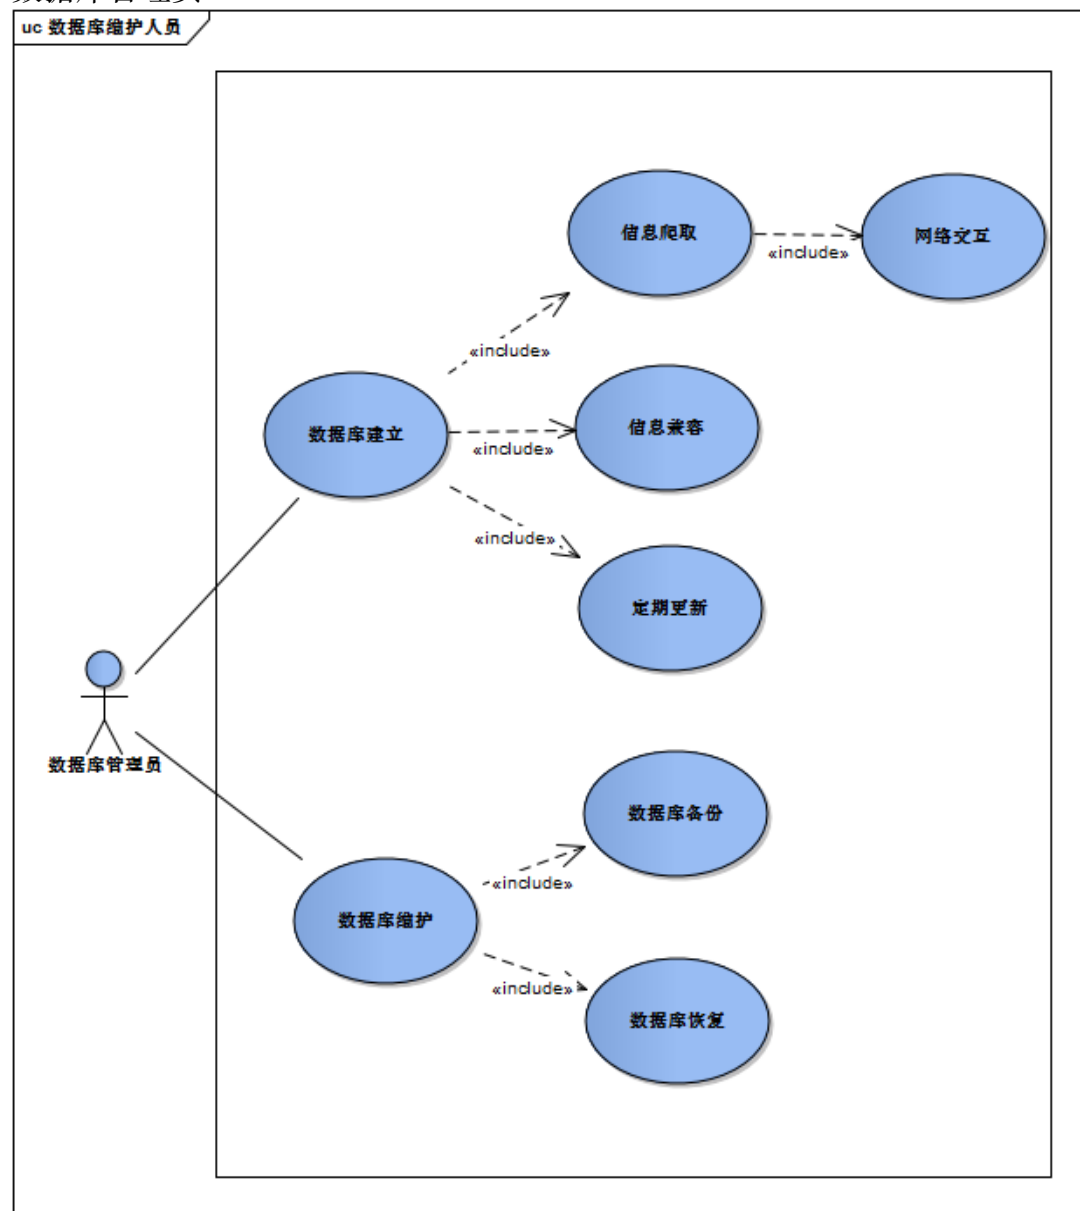 uc 数据库维护人员
信息爬取
网络交互
«include»
«include»
数据库建立
信息兼容
«include»
«include»
定期更新
数据库管理员
数据库备份
数据库维护
«include»
«include»
数据库恢复